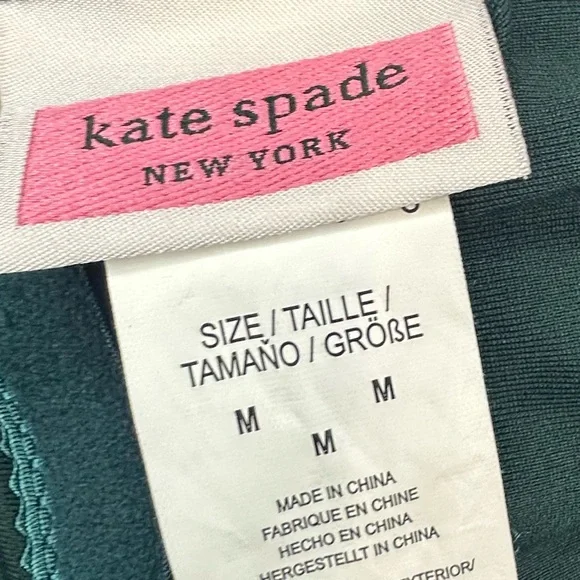 kate spade
NEW YORK
SIZE / TAILLE /
TAMAÑO / GRÖßE
M M
M
MADE IN CHINA
FABRIQUE EN CHINE
HECHO EN CHINA
HERGESTELLT IN CHINA
EXTERIOR/